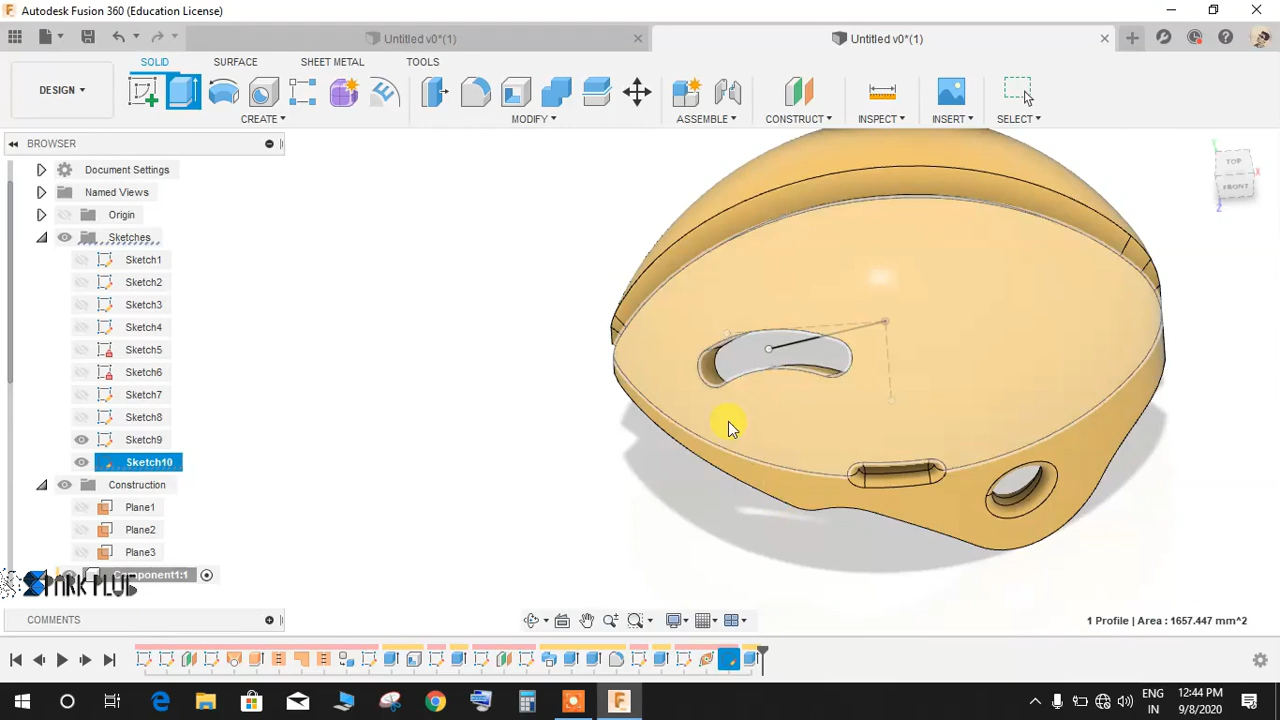 Autodesk Fusion 360 (Education License)
Untitled v0*(1)
Untitled v0*(1)
SOLID SURFACE SHEET METAL TOOLS
DESIGN
CREATE MODIFY ASSEMBLE CONSTRUCT INSPECT INSERT SELECT
BROWSER
Document Settings
Named Views
Origin
Sketches
Sketch1
Sketch2
Sketch3
Sketch4
Sketch5
Sketch6
Sketch7
Sketch8
Sketch9
Sketch10
Construction
Plane1
Plane2
Plane3
Component1:1
SPARK PLUG
TOP
FRONT
X
Y
Z
COMMENTS
1 Profile | Area : 1657.447 mm^2
ENG
IN
12:44 PM
9/8/2020